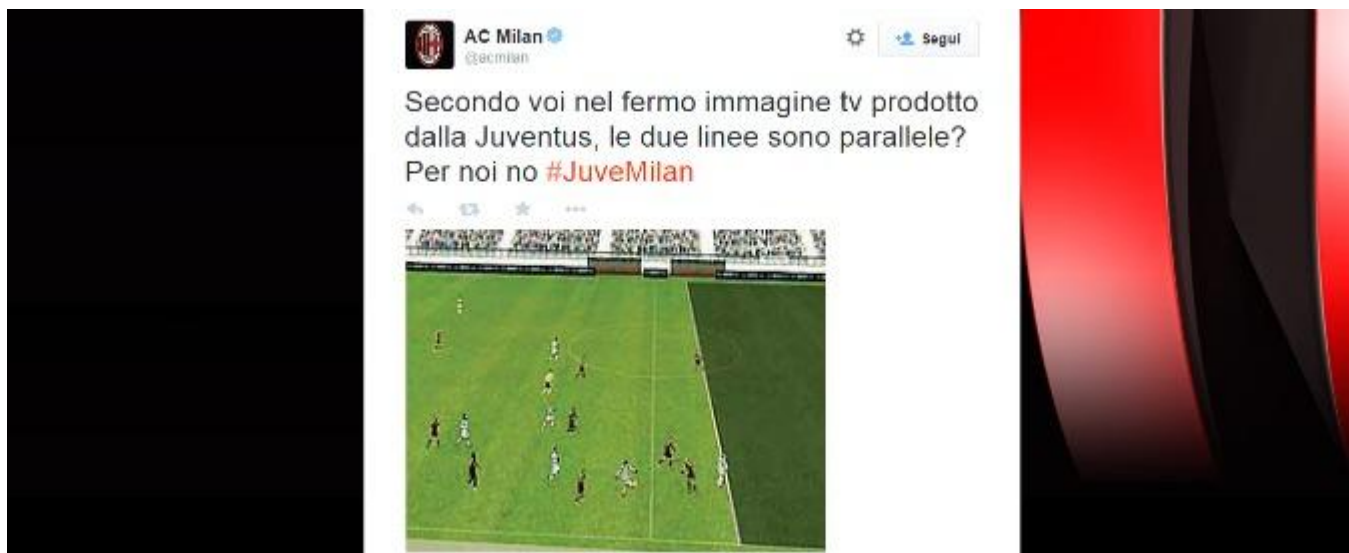 AC Milan
@acmilan
Segui
Secondo voi nel fermo immagine tv prodotto
dalla Juventus, le due linee sono parallele?
Per noi no #JuveMilan